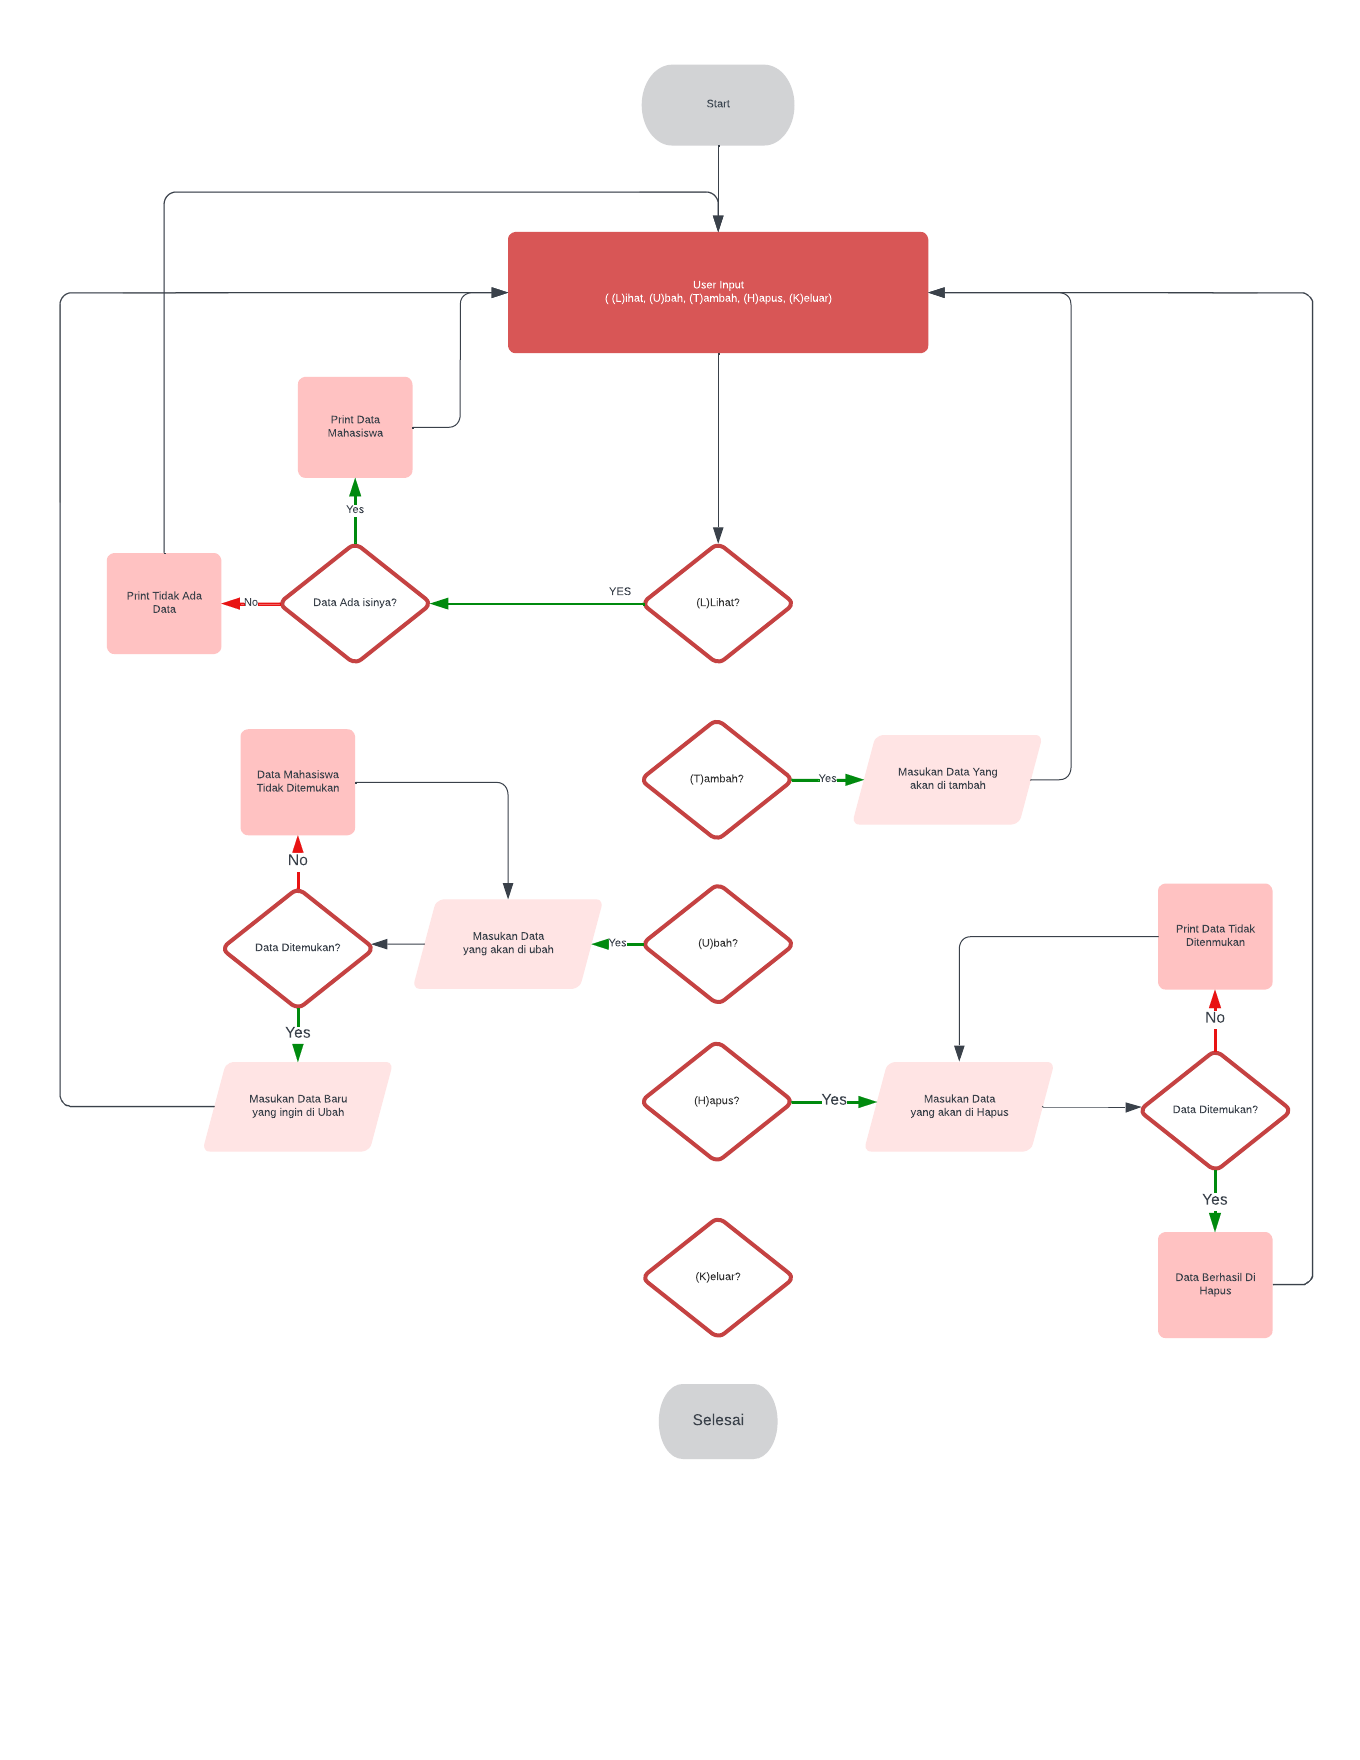 Start
User Input
( (L)ihat, (U)bah, (T)ambah, (H)apus, (K)eluar)
Print Data
Mahasiswa
Yes
Print Tidak Ada
Data
No
Data Ada isinya?
YES
(L)Lihat?
Data Mahasiswa
Tidak Ditemukan
(T)ambah?
Yes
Masukan Data Yang
akan di tambah
No
Data Ditemukan?
Masukan Data
yang akan di ubah
Yes
(U)bah?
Print Data Tidak
Ditenmukan
No
Yes
Masukan Data Baru
yang ingin di Ubah
(H)apus?
Yes
Masukan Data
yang akan di Hapus
Data Ditemukan?
Yes
(K)eluar?
Data Berhasil Di
Hapus
Selesai